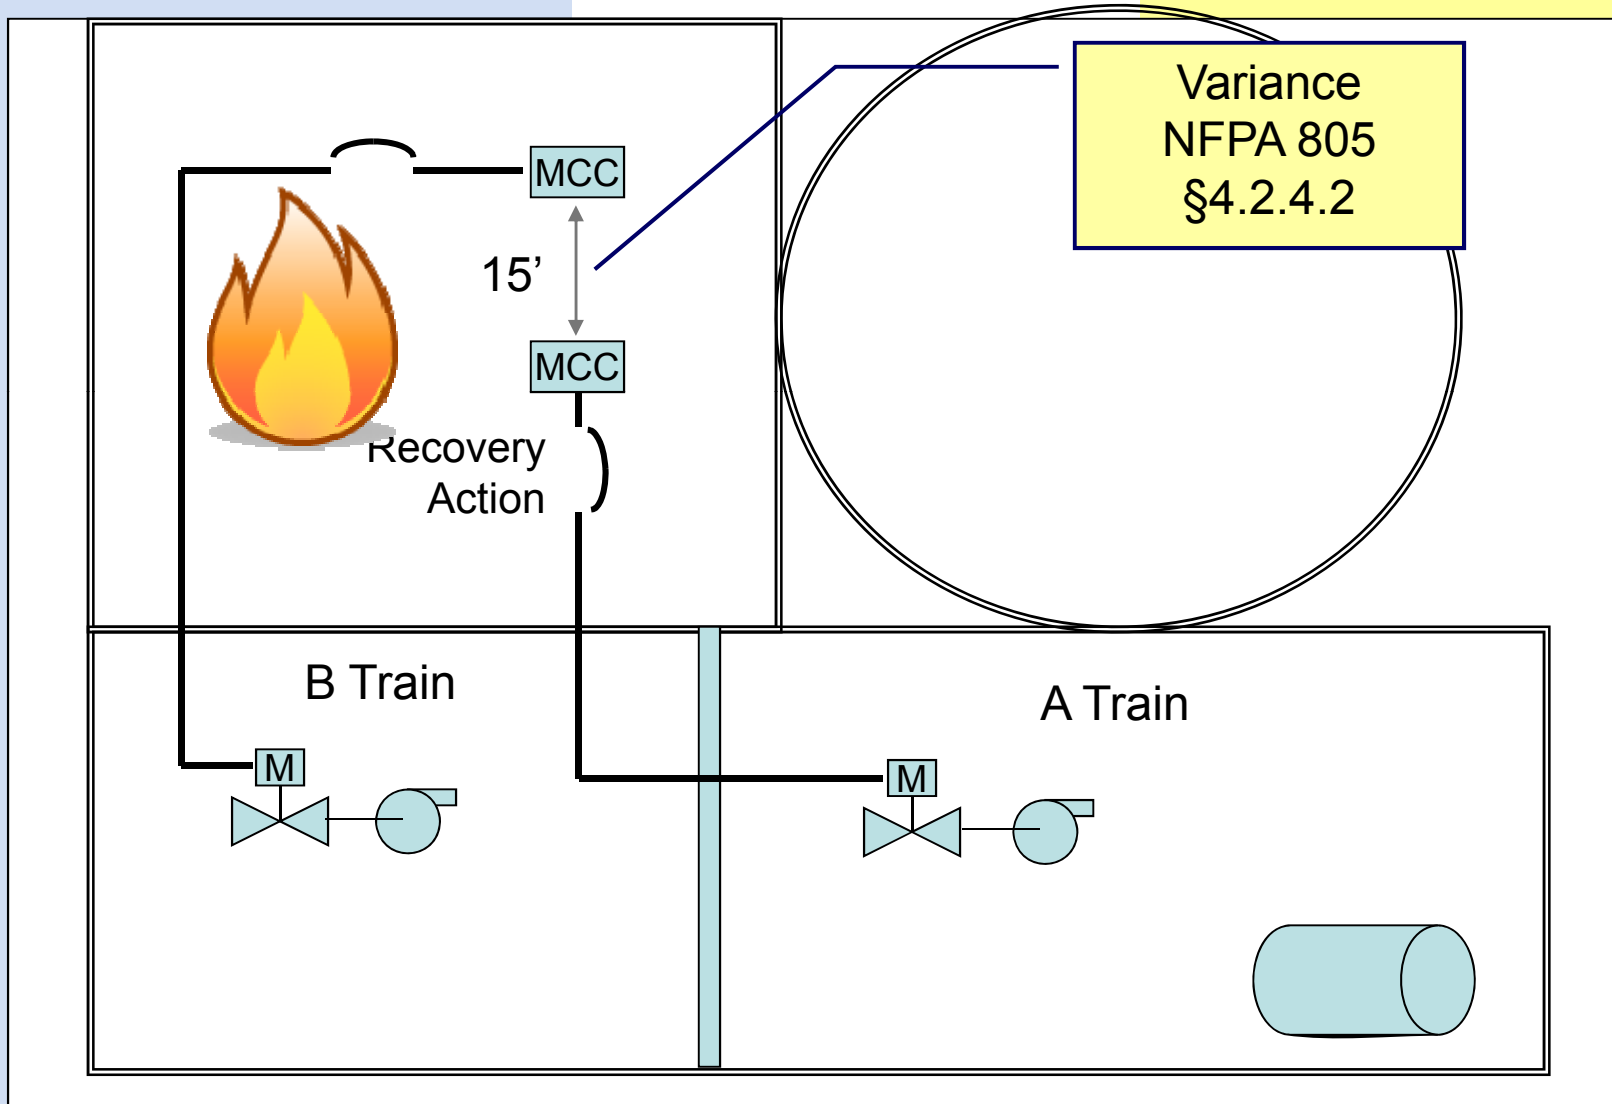 Variance
NFPA 805
§4.2.4.2
MCC
15’
MCC
Recovery
Action
B Train
A Train
M
M